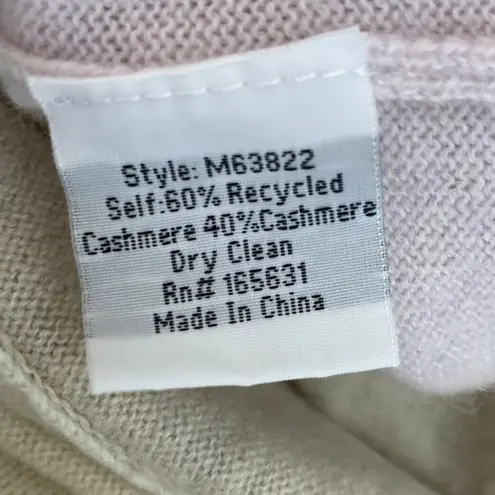 Style: M63822
Self:60% Recycled
Cashmere 40%Cashmere
Dry Clean
Rn# 165631
Made In China